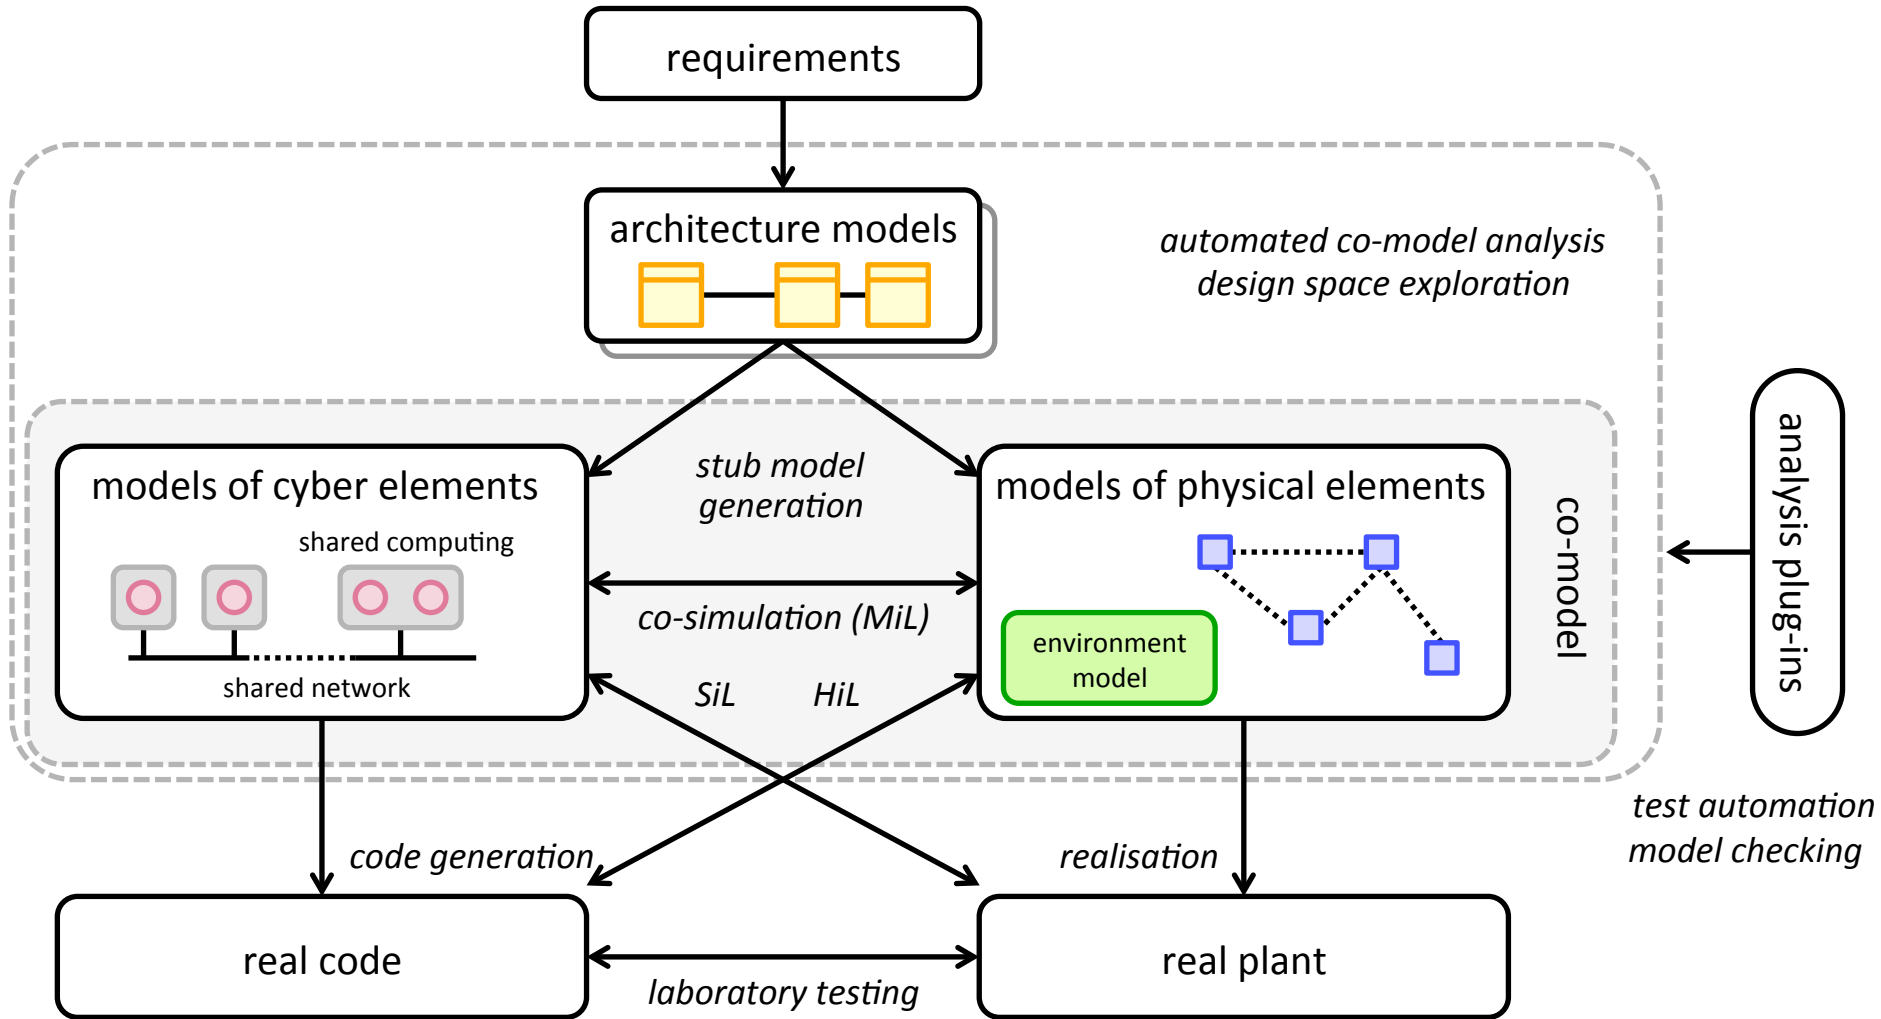 requirements
architecture models
automated co-model analysis
design space exploration
stub model
generation
models of cyber elements
shared computing
shared network
co-simulation (MiL)
SiL
HiL
models of physical elements
environment
model
co-model
analysis plug-ins
test automation
model checking
code generation
realisation
real code
laboratory testing
real plant